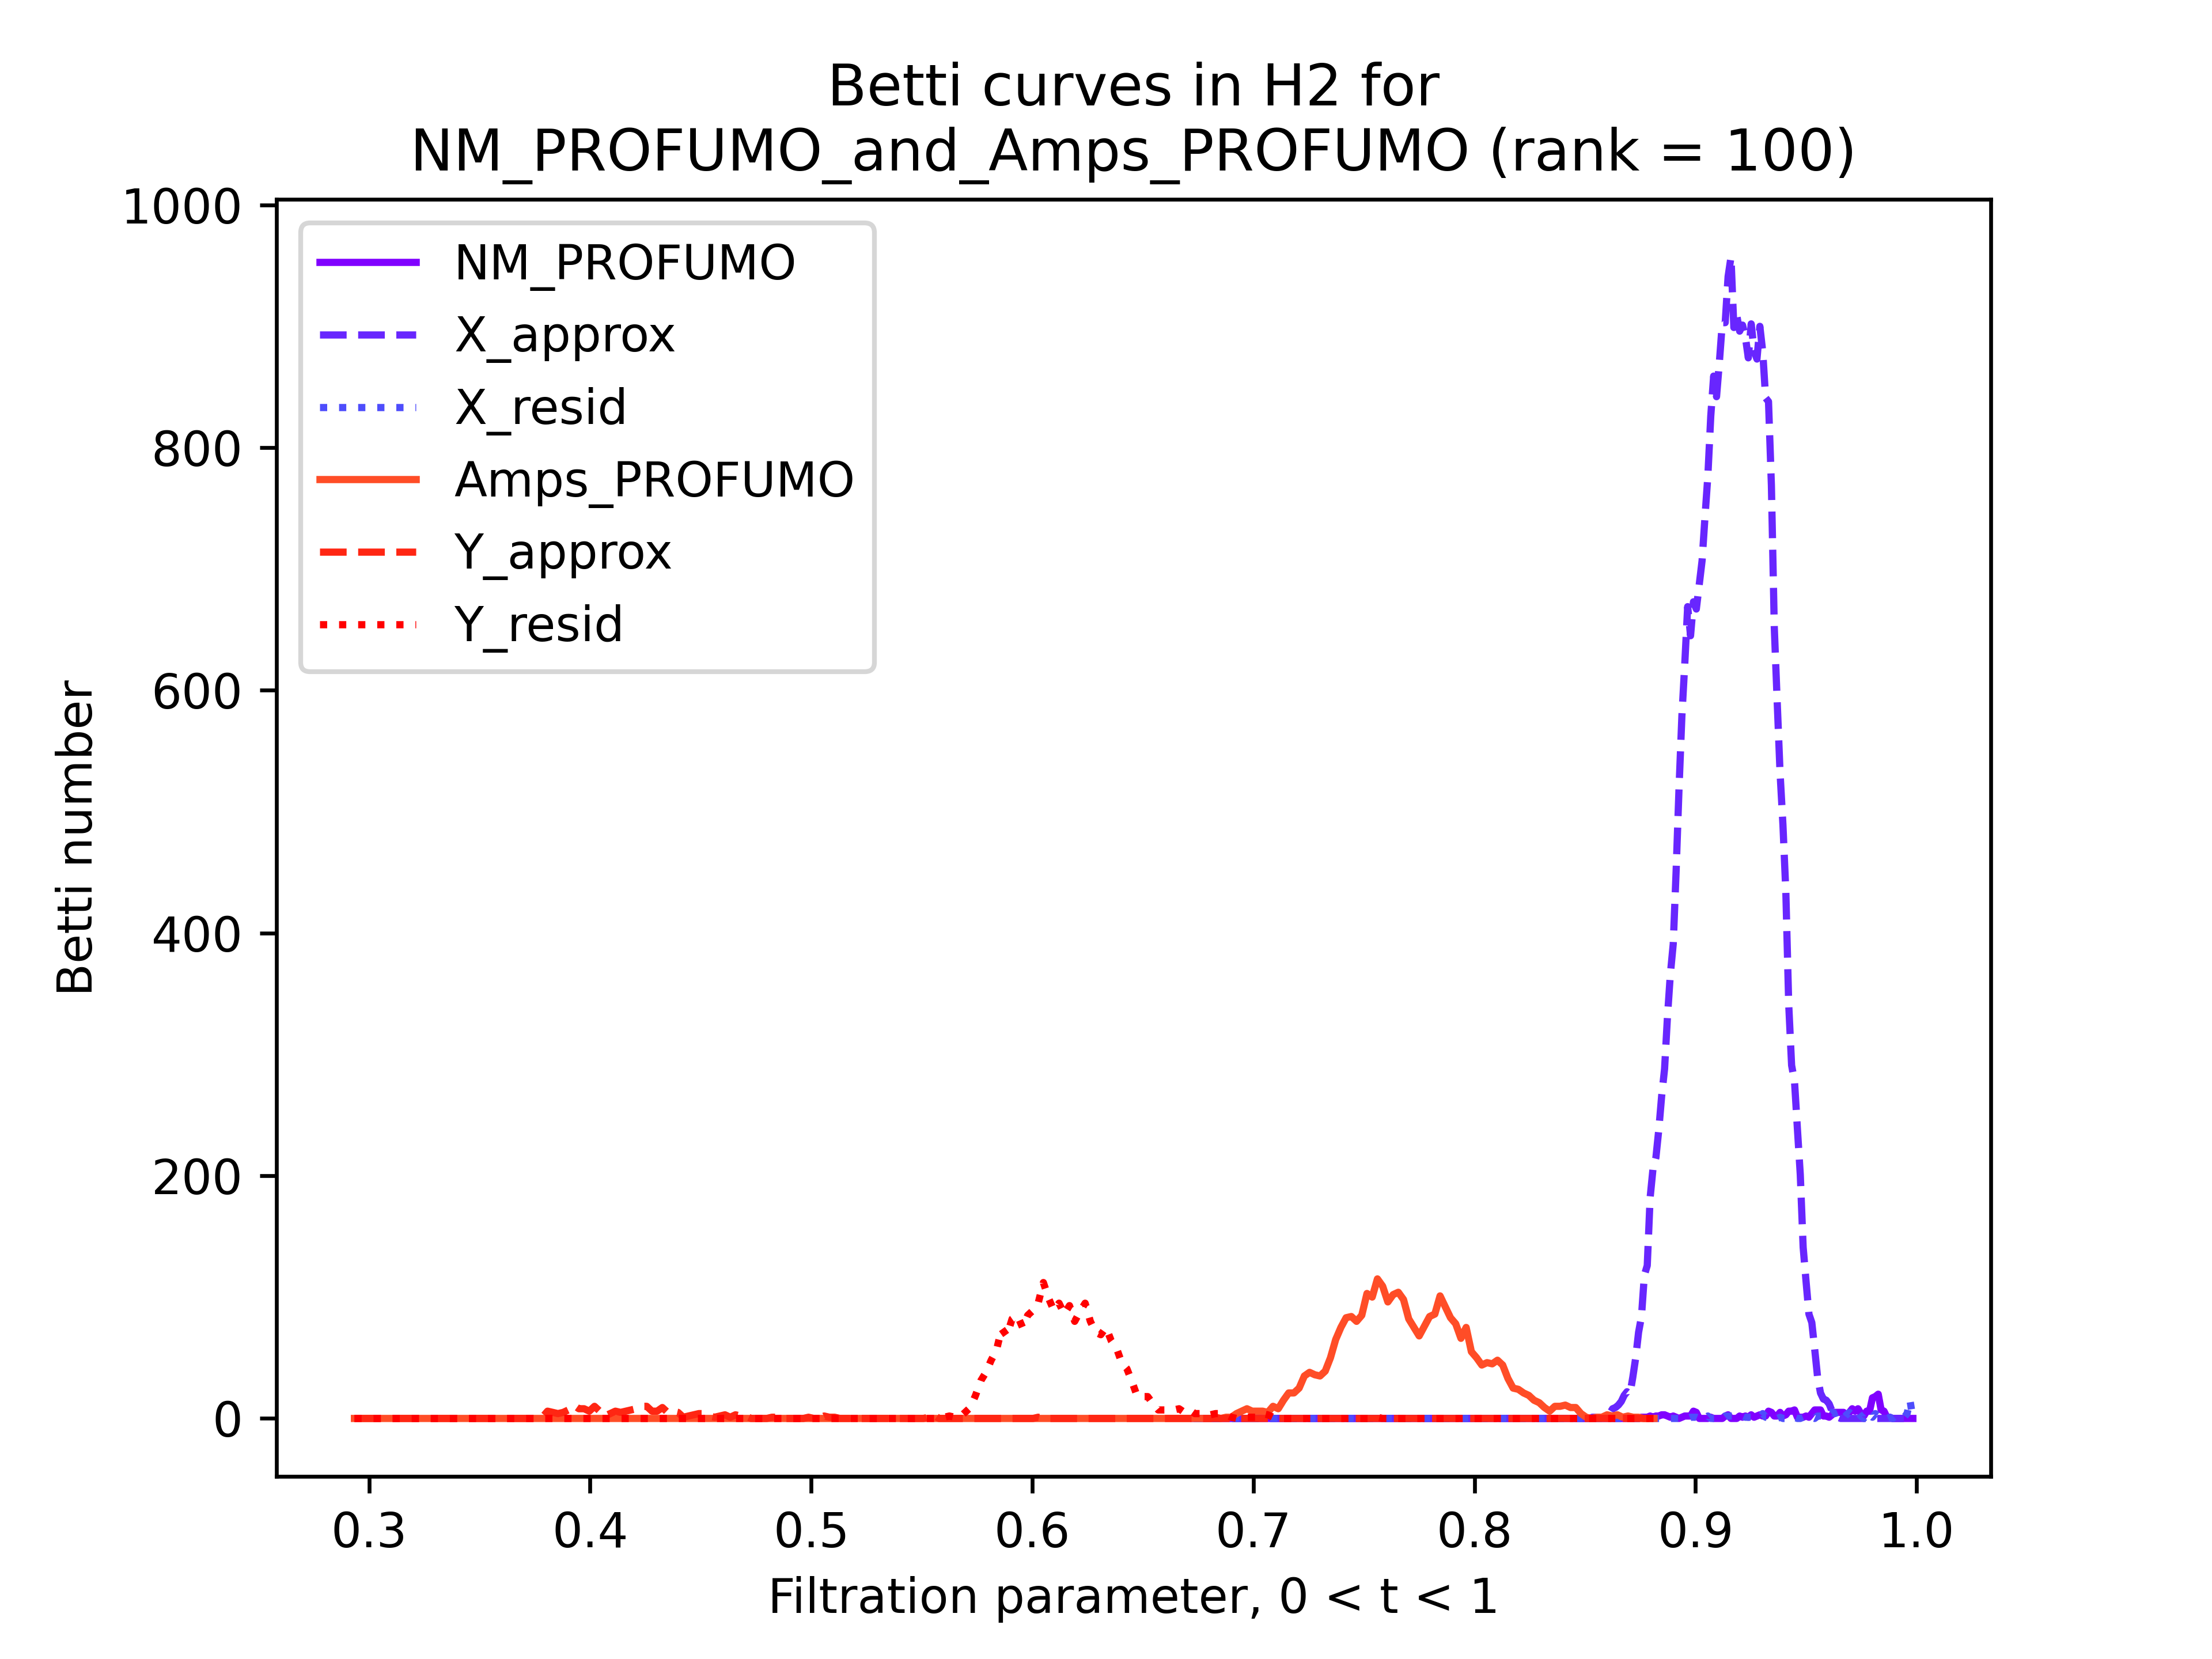 Betti curves in H2 for
NM_PROFUMO_and_Amps_PROFUMO (rank = 100)
1000
800
600
400
200
0
Betti number
NM_PROFUMO
X_approx
X_resid
Amps_PROFUMO
Y_approx
Y_resid
0.3 0.4 0.5 0.6 0.7 0.8 0.9 1.0
Filtration parameter, 0 < t < 1